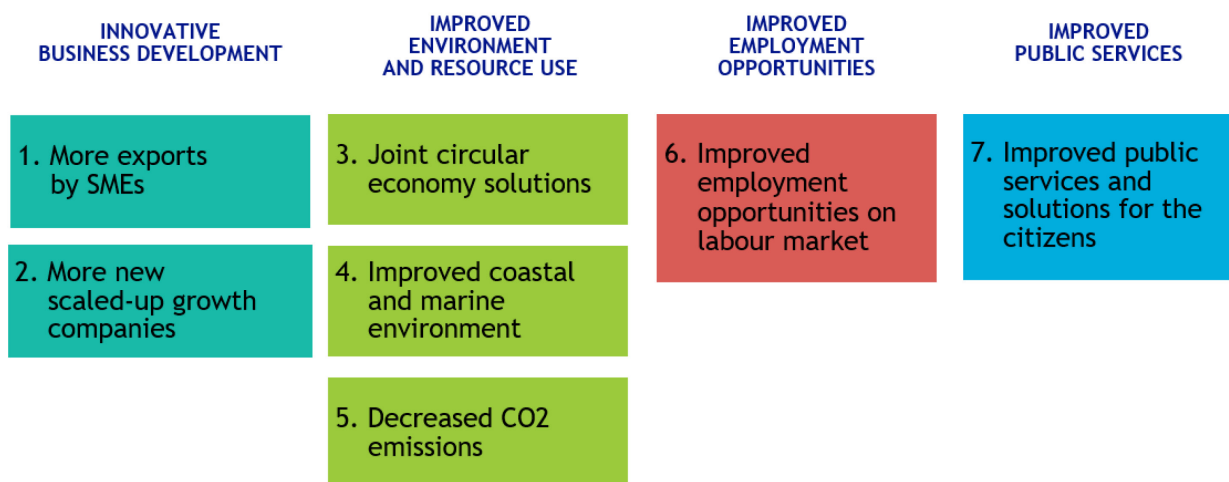 INNOVATIVE
BUSINESS DEVELOPMENT
IMPROVED
ENVIRONMENT
AND RESOURCE USE
IMPROVED
EMPLOYMENT
OPPORTUNITIES
IMPROVED
PUBLIC SERVICES
1. More exports
by SMEs
2. More new
scaled-up growth
companies
3. Joint circular
economy solutions
4. Improved coastal
and marine
environment
5. Decreased CO2
emissions
6. Improved
employment
opportunities on
labour market
7. Improved public
services and
solutions for the
citizens